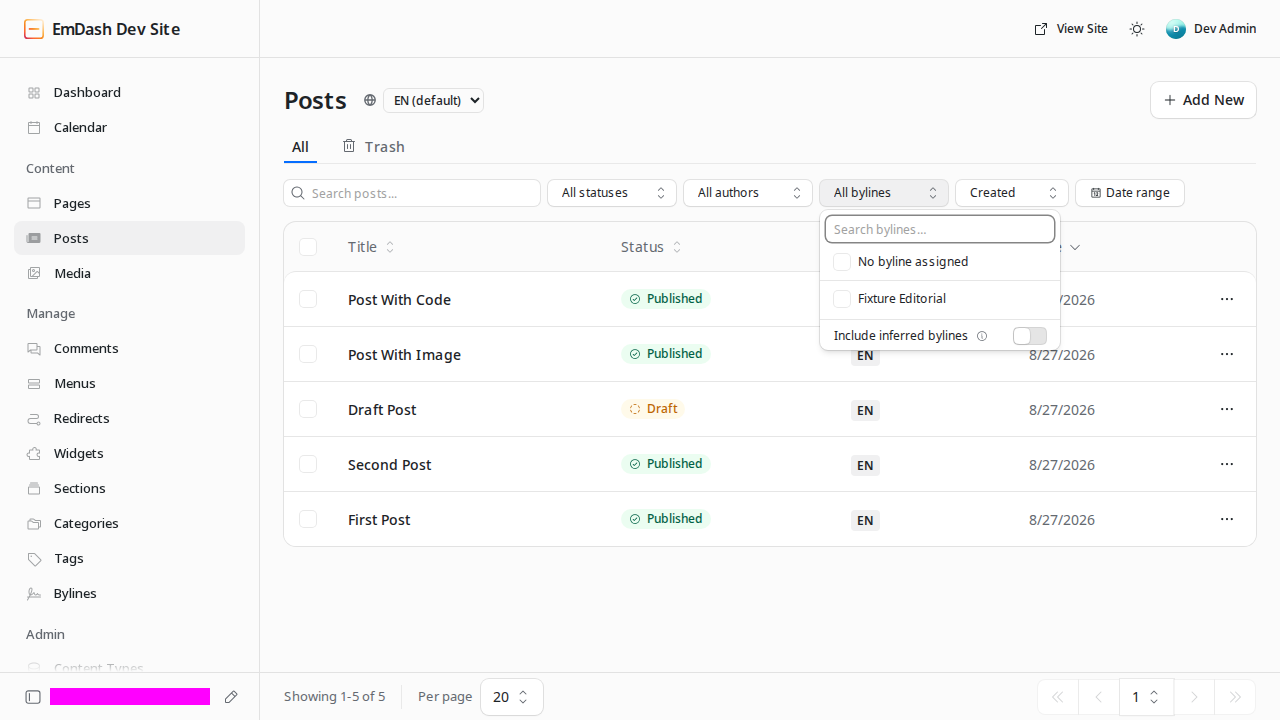 EmDash Dev Site
View Site
D
Dev Admin
Dashboard
Calendar
Content
Pages
Posts
Media
Manage
Comments
Menus
Redirects
Widgets
Sections
Categories
Tags
Bylines
Admin
Content Types
Posts
EN (default)
Add New
All
Trash
Search posts...
All statuses
All authors
All bylines
Created
Date range
Search bylines...
No byline assigned
Fixture Editorial
Include inferred bylines
Title
Status
Post With Code
Published
/2026
Post With Image
Published
EN
8/27/2026
Draft Post
Draft
EN
8/27/2026
Second Post
Published
EN
8/27/2026
First Post
Published
EN
8/27/2026
Showing 1-5 of 5
Per page
20
1